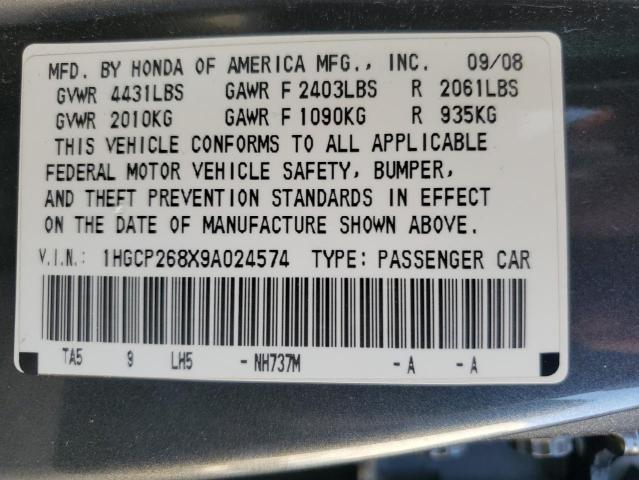 MFD. BY HONDA OF AMERICA MFG., INC. 09/08
GVWR 4431LBS GAWR F 2403LBS R 2061LBS
GVWR 2010KG GAWR F 1090KG R 935KG
THIS VEHICLE CONFORMS TO ALL APPLICABLE
FEDERAL MOTOR VEHICLE SAFETY, BUMPER,
AND THEFT PREVENTION STANDARDS IN EFFECT
ON THE DATE OF MANUFACTURE SHOWN ABOVE.
V.I.N.: 1HGCP268X9A024574 TYPE: PASSENGER CAR
TA5 9 LH5 -NH737M -A -A